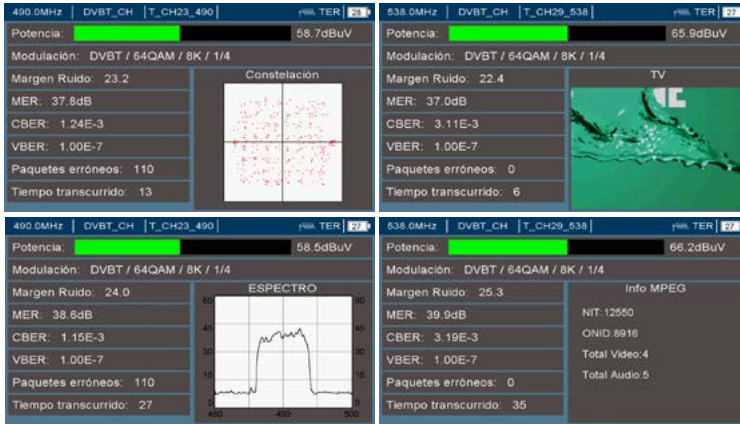 490.0MHz DVBT_CH T_CH23_490 TER 28
Potencia: 58.7dBuV
Modulación: DVBT / 64QAM / 8K / 1/4
Margen Ruido: 23.2
Constelación
MER: 37.8dB
CBER: 1.24E-3
VBER: 1.00E-7
Paquetes erróneos: 110
Tiempo transcurrido: 13
538.0MHz DVBT_CH T_CH29_538 TER 27
Potencia: 65.9dBuV
Modulación: DVBT / 64QAM / 8K / 1/4
Margen Ruido: 22.4
TV
MER: 37.0dB
CBER: 3.11E-3
VBER: 1.00E-7
Paquetes erróneos: 0
Tiempo transcurrido: 6
490.0MHz DVBT_CH T_CH23_490 TER 27
Potencia: 58.5dBuV
Modulación: DVBT / 64QAM / 8K / 1/4
Margen Ruido: 24.0
ESPECTRO
MER: 38.6dB
CBER: 1.15E-3
VBER: 1.00E-7
Paquetes erróneos: 110
Tiempo transcurrido: 27
60 60
45 45
30 30
15 15
480 490 500
538.0MHz DVBT_CH T_CH29_538 TER 27
Potencia: 66.2dBuV
Modulación: DVBT / 64QAM / 8K / 1/4
Margen Ruido: 25.3
Info MPEG
MER: 39.9dB
NIT:12550
CBER: 3.19E-3
ONID:8916
VBER: 1.00E-7
Total Video:4
Paquetes erróneos: 0
Total Audio:5
Tiempo transcurrido: 35